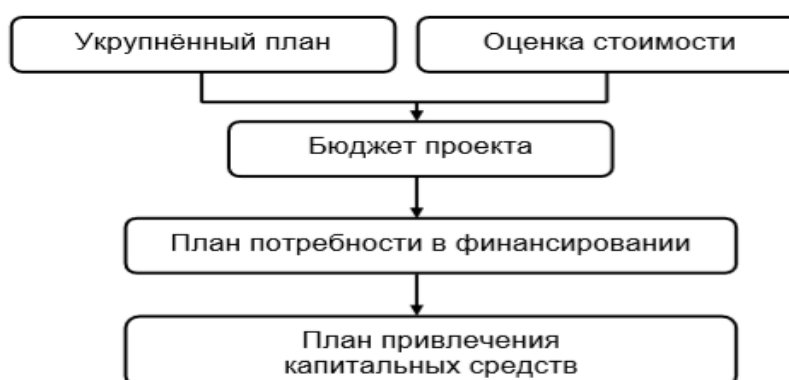 Укрупнённый план
Оценка стоимости
Бюджет проекта
План потребности в финансировании
План привлечения
капитальных средств